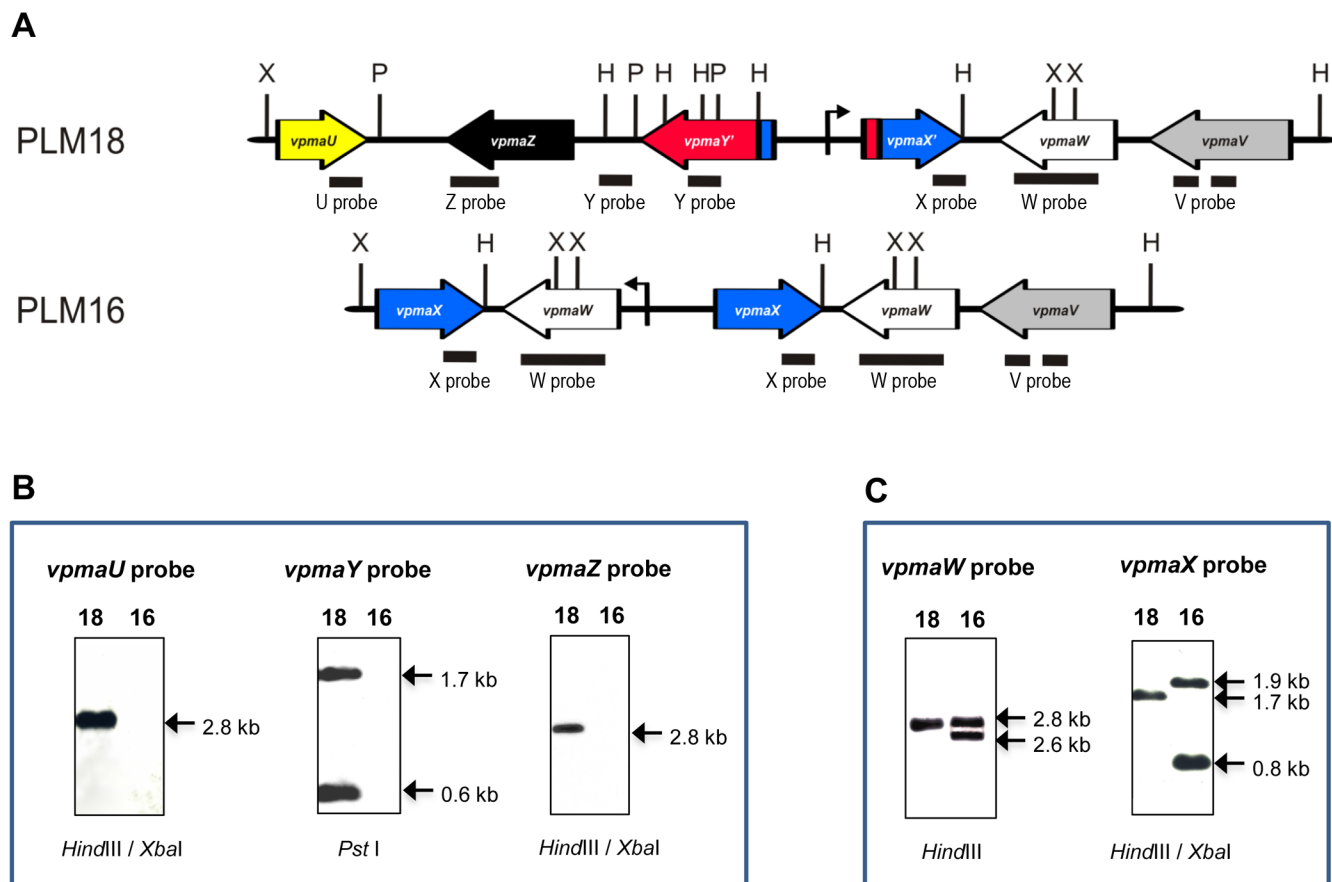 A
X P H P H H P H H X X H
PLM18
vpmaU vpmaZ vpmaY' vpmaX' vpmaW vpmaV
U probe Z probe Y probe Y probe X probe W probe V probe
X H X X H X X H
PLM16
vpmaX vpmaW vpmaX vpmaW vpmaV
X probe W probe X probe W probe V probe
B
vpmaU probe
18 16
2.8 kb
HindIII / XbaI
vpmaY probe
18 16
1.7 kb
0.6 kb
Pst I
vpmaZ probe
18 16
2.8 kb
HindIII / XbaI
C
vpmaW probe
18 16
2.8 kb
2.6 kb
HindIII
vpmaX probe
18 16
1.9 kb
1.7 kb
0.8 kb
HindIII / XbaI